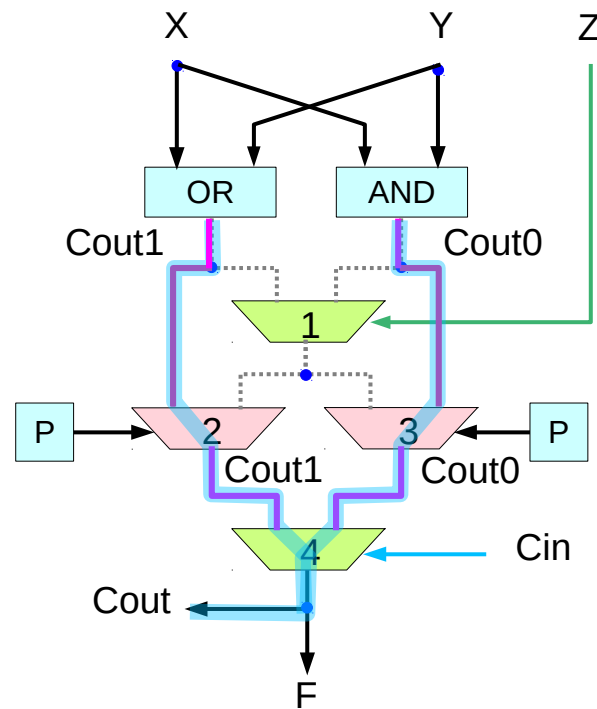 X Y Z
OR AND
Cout1 Cout0
1
P 2 3 P
Cout1 Cout0
4 Cin
Cout
F